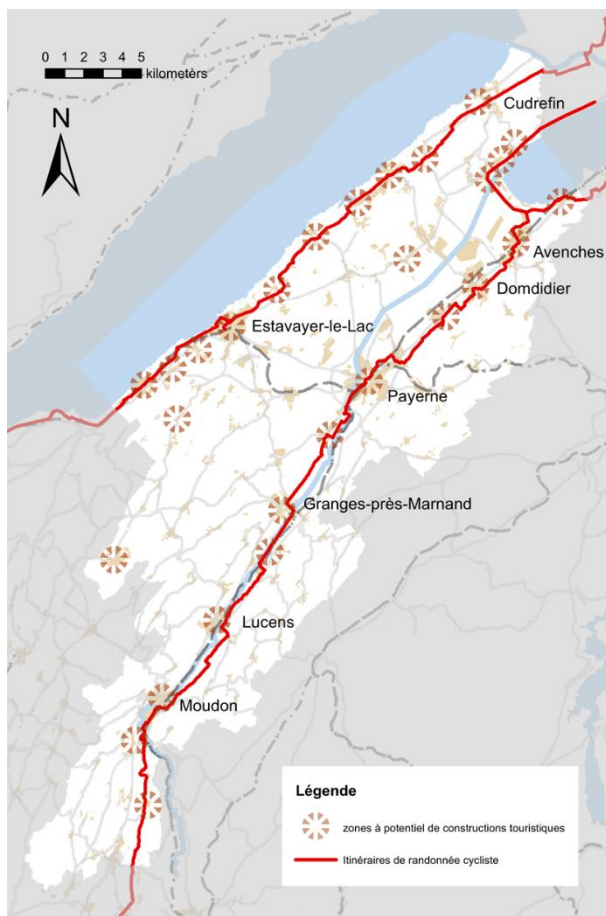 0 1 2 3 4 5
kilometèrs
N
Cudrefin
Avenches
Domdidier
Estavayer-le-Lac
Payerne
Granges-près-Marnand
Lucens
Moudon
Légende
zones à potentiel de constructions touristiques
Itinéraires de randonnée cycliste